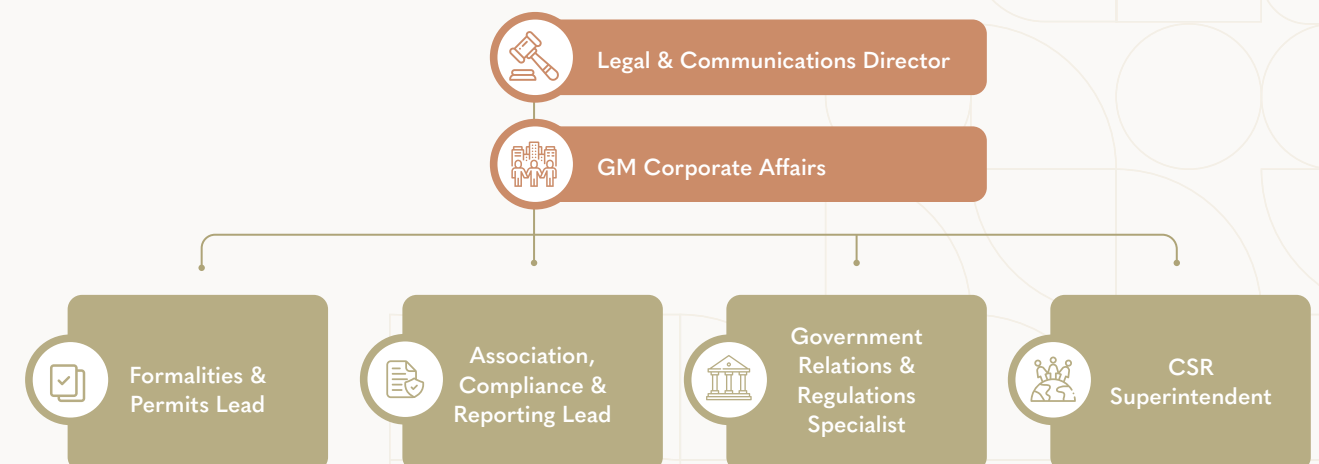 Legal & Communications Director
GM Corporate Affairs
Formalities &
Permits Lead
Association,
Compliance &
Reporting Lead
Government
Relations &
Regulations
Specialist
CSR
Superintendent